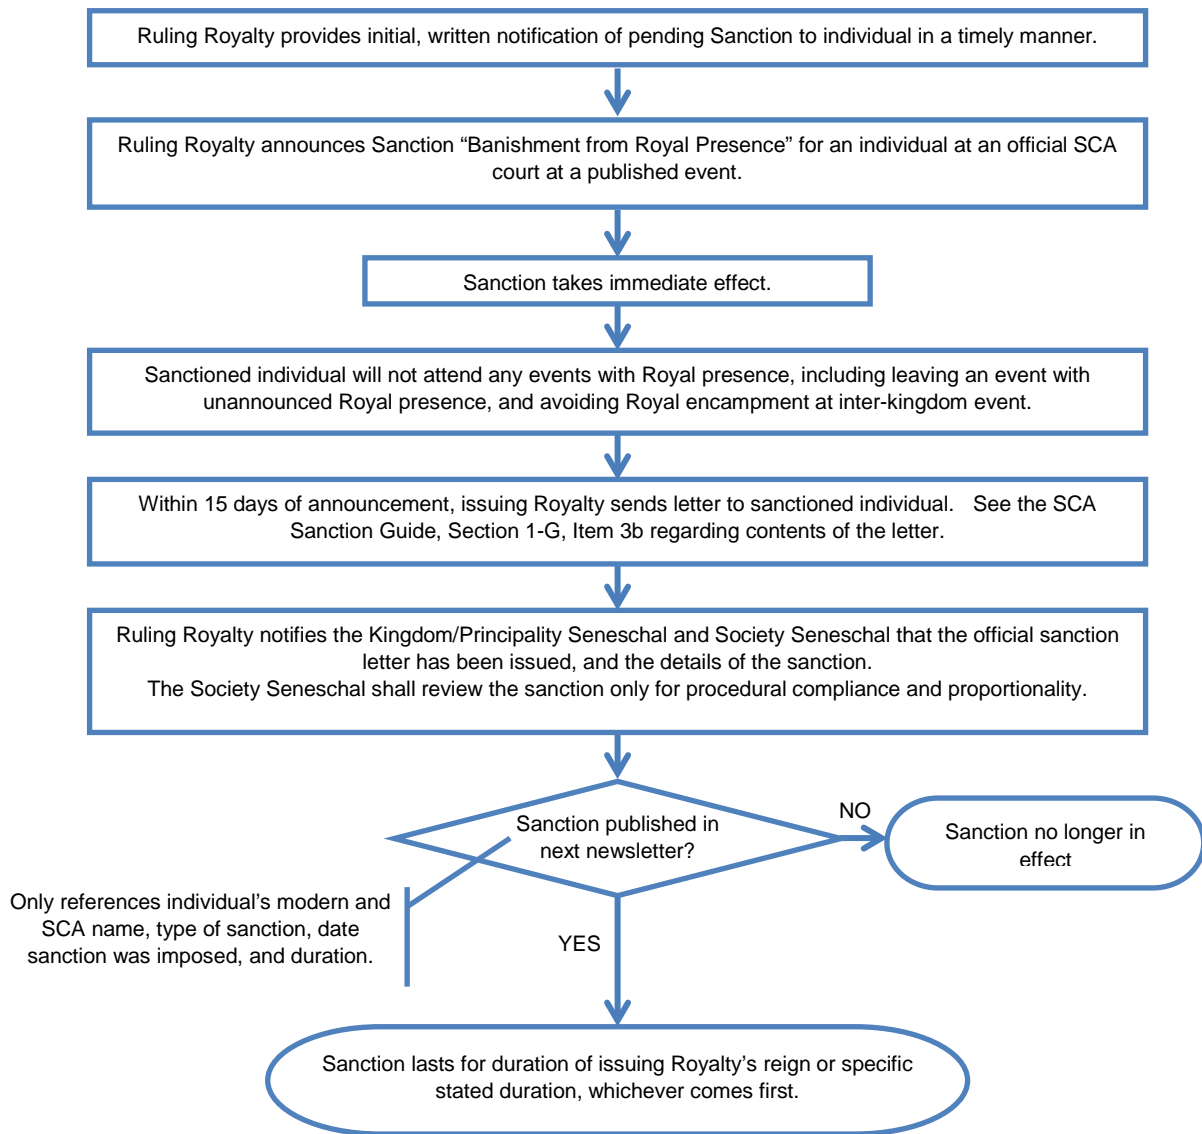 Ruling Royalty provides initial, written notification of pending Sanction to individual in a timely manner.
Ruling Royalty announces Sanction “Banishment from Royal Presence” for an individual at an official SCA
court at a published event.
Sanction takes immediate effect.
Sanctioned individual will not attend any events with Royal presence, including leaving an event with
unannounced Royal presence, and avoiding Royal encampment at inter-kingdom event.
Within 15 days of announcement, issuing Royalty sends letter to sanctioned individual. See the SCA
Sanction Guide, Section 1-G, Item 3b regarding contents of the letter.
Ruling Royalty notifies the Kingdom/Principality Seneschal and Society Seneschal that the official sanction
letter has been issued, and the details of the sanction.
The Society Seneschal shall review the sanction only for procedural compliance and proportionality.
Sanction published in
next newsletter?
NO
Sanction no longer in
effect
Only references individual’s modern and
SCA name, type of sanction, date
sanction was imposed, and duration.
YES
Sanction lasts for duration of issuing Royalty’s reign or specific
stated duration, whichever comes first.